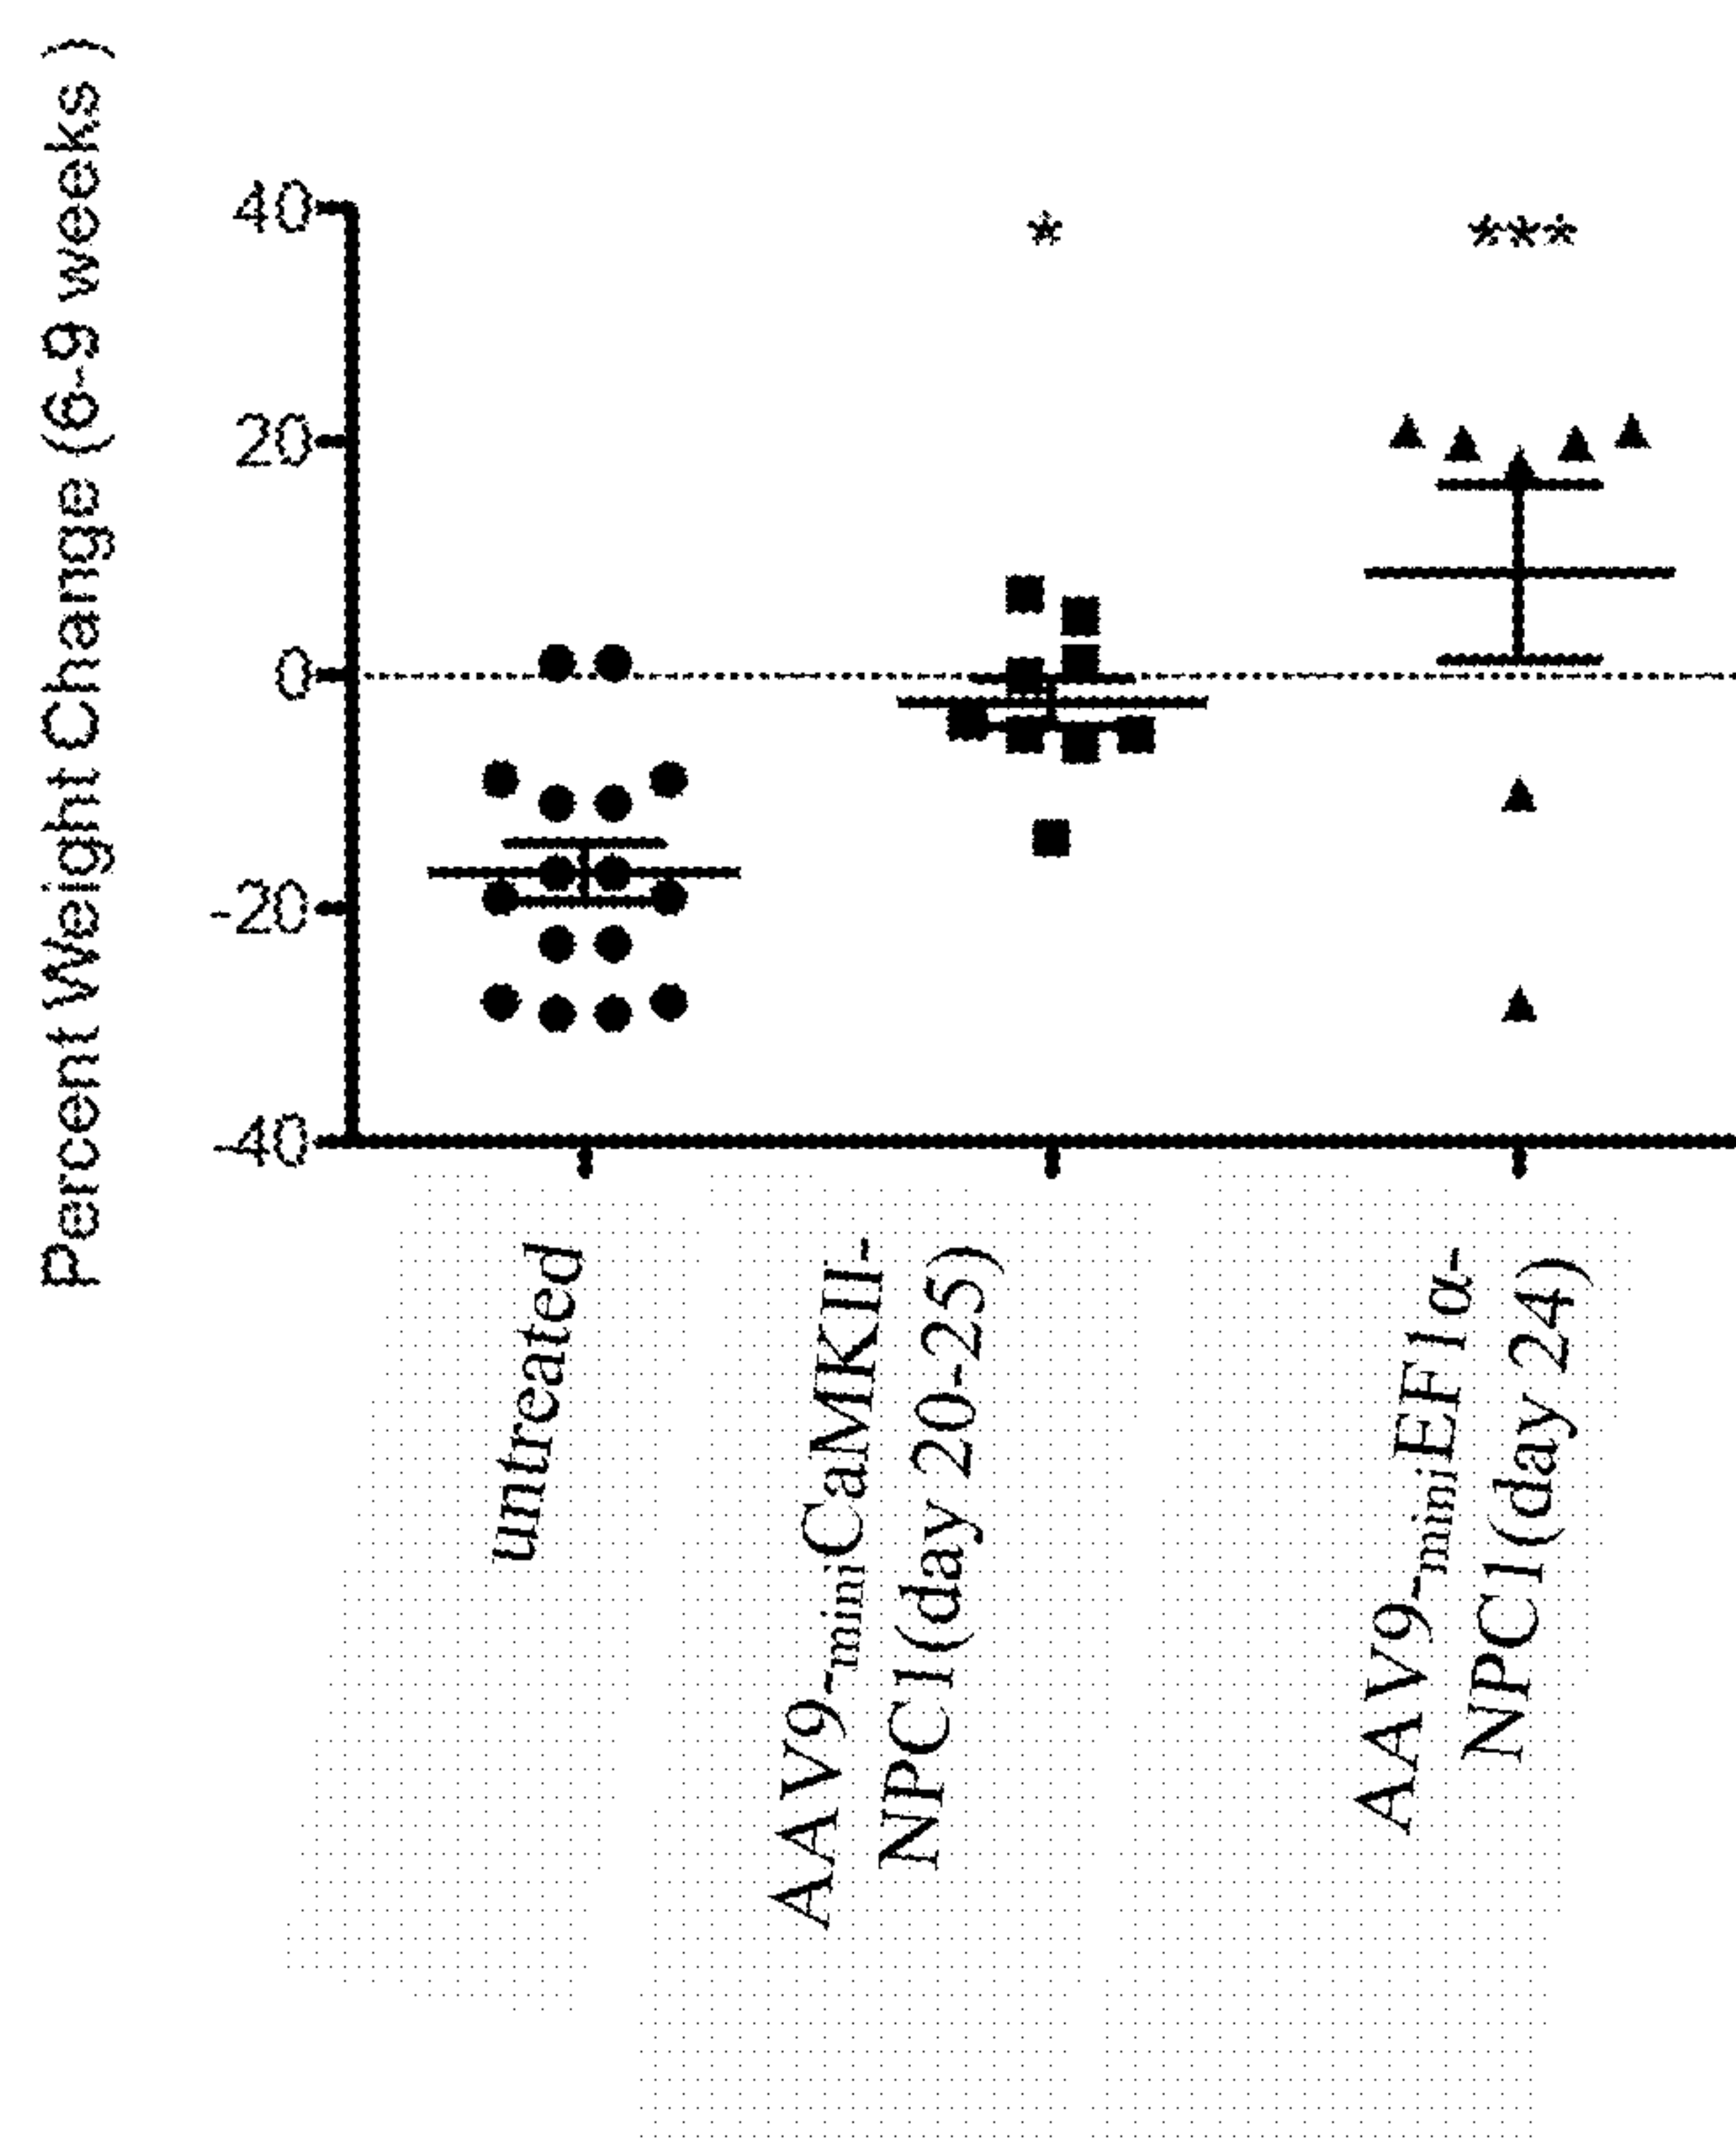 Percent Weight Change (6-9 weeks )
40
20
0
-20
-40
*
***
untreated
AAV9-miniCaMKII-
NPC1(day 20-25)
AAV9-miniEF1α-
NPC1(day 24)